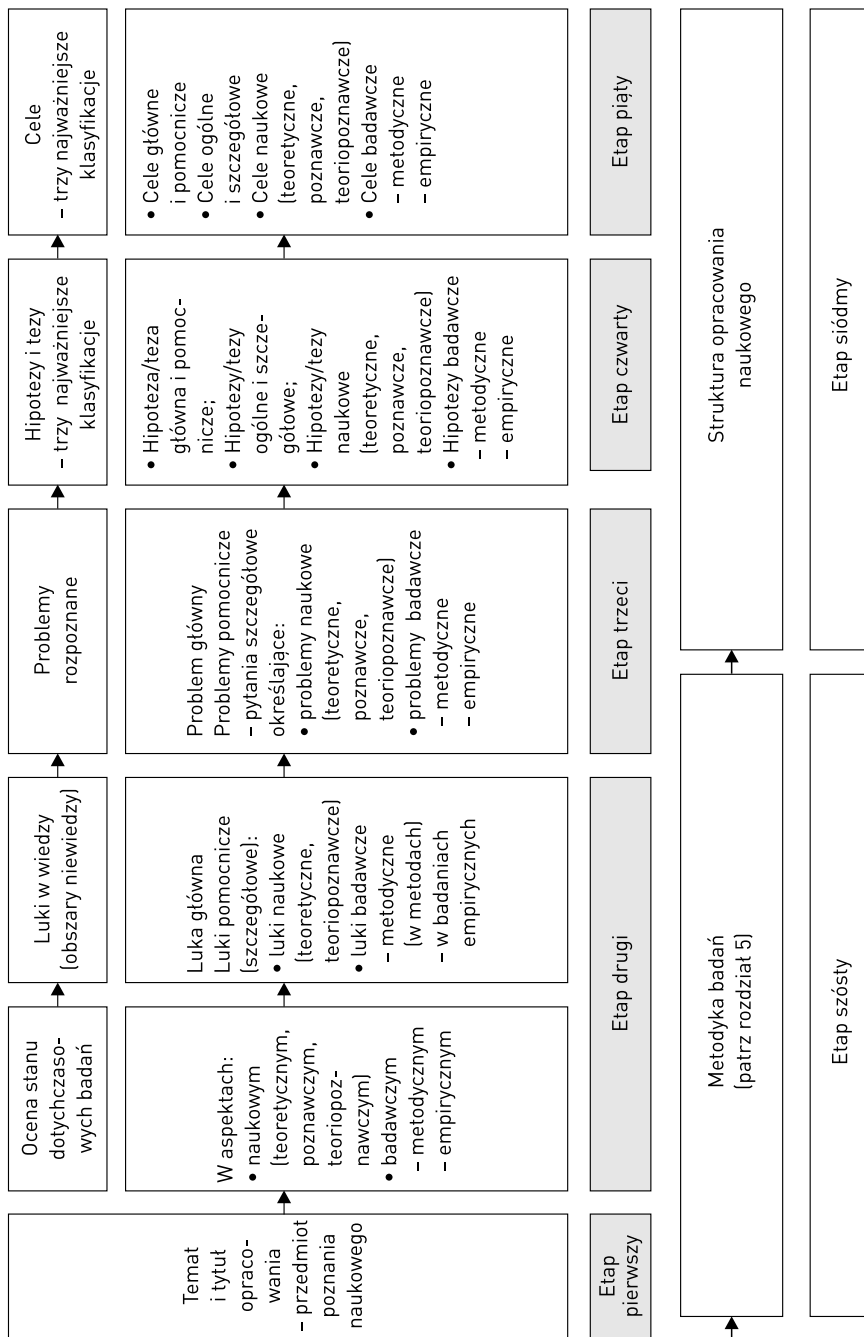 Temat
i tytuł
opraco-
wania
– przedmiot
poznania
naukowego
Ocena stanu
dotychczaso-
wych badań
Luki w wiedzy
(obszary niewiedzy)
Problemy
rozpoznane
Hipotezy i tezy
– trzy najważniejsze
klasyfikacje
Cele
– trzy najważniejsze
klasyfikacje
W aspektach:
• naukowym
(teoretycznym,
poznawczym,
teoriopoz-
nawczym)
• badawczym
– metodycznym
– empirycznym
Luka główna
Luki pomocnicze
(szczegółowe):
• luki naukowe
(teoretyczne,
teoriopoznawcze)
• luki badawcze
– metodyczne
(w metodach)
– w badaniach
empirycznych
Problem główny
Problemy pomocnicze
– pytania szczegółowe
określające:
• problemy naukowe
(teoretyczne,
poznawcze,
teoriopoznawcze)
• problemy badawcze
– metodyczne
– empiryczne
• Hipoteza/teza
główna i pomoc-
nicze;
• Hipotezy/tezy
ogólne i szcze-
gółowe;
• Hipotezy/tezy
naukowe
(teoretyczne,
poznawcze,
teoriopoznawcze)
• Hipotezy badawcze
– metodyczne
– empiryczne
• Cele główne
i pomocnicze
• Cele ogólne
i szczegółowe
• Cele naukowe
(teoretyczne,
poznawcze,
teoriopoznawcze)
• Cele badawcze
– metodyczne
– empiryczne
Etap
pierwszy
Etap drugi
Etap trzeci
Etap czwarty
Etap piąty
Metodyka badań
(patrz rozdział 5)
Struktura opracowania
naukowego
Etap szósty
Etap siódmy